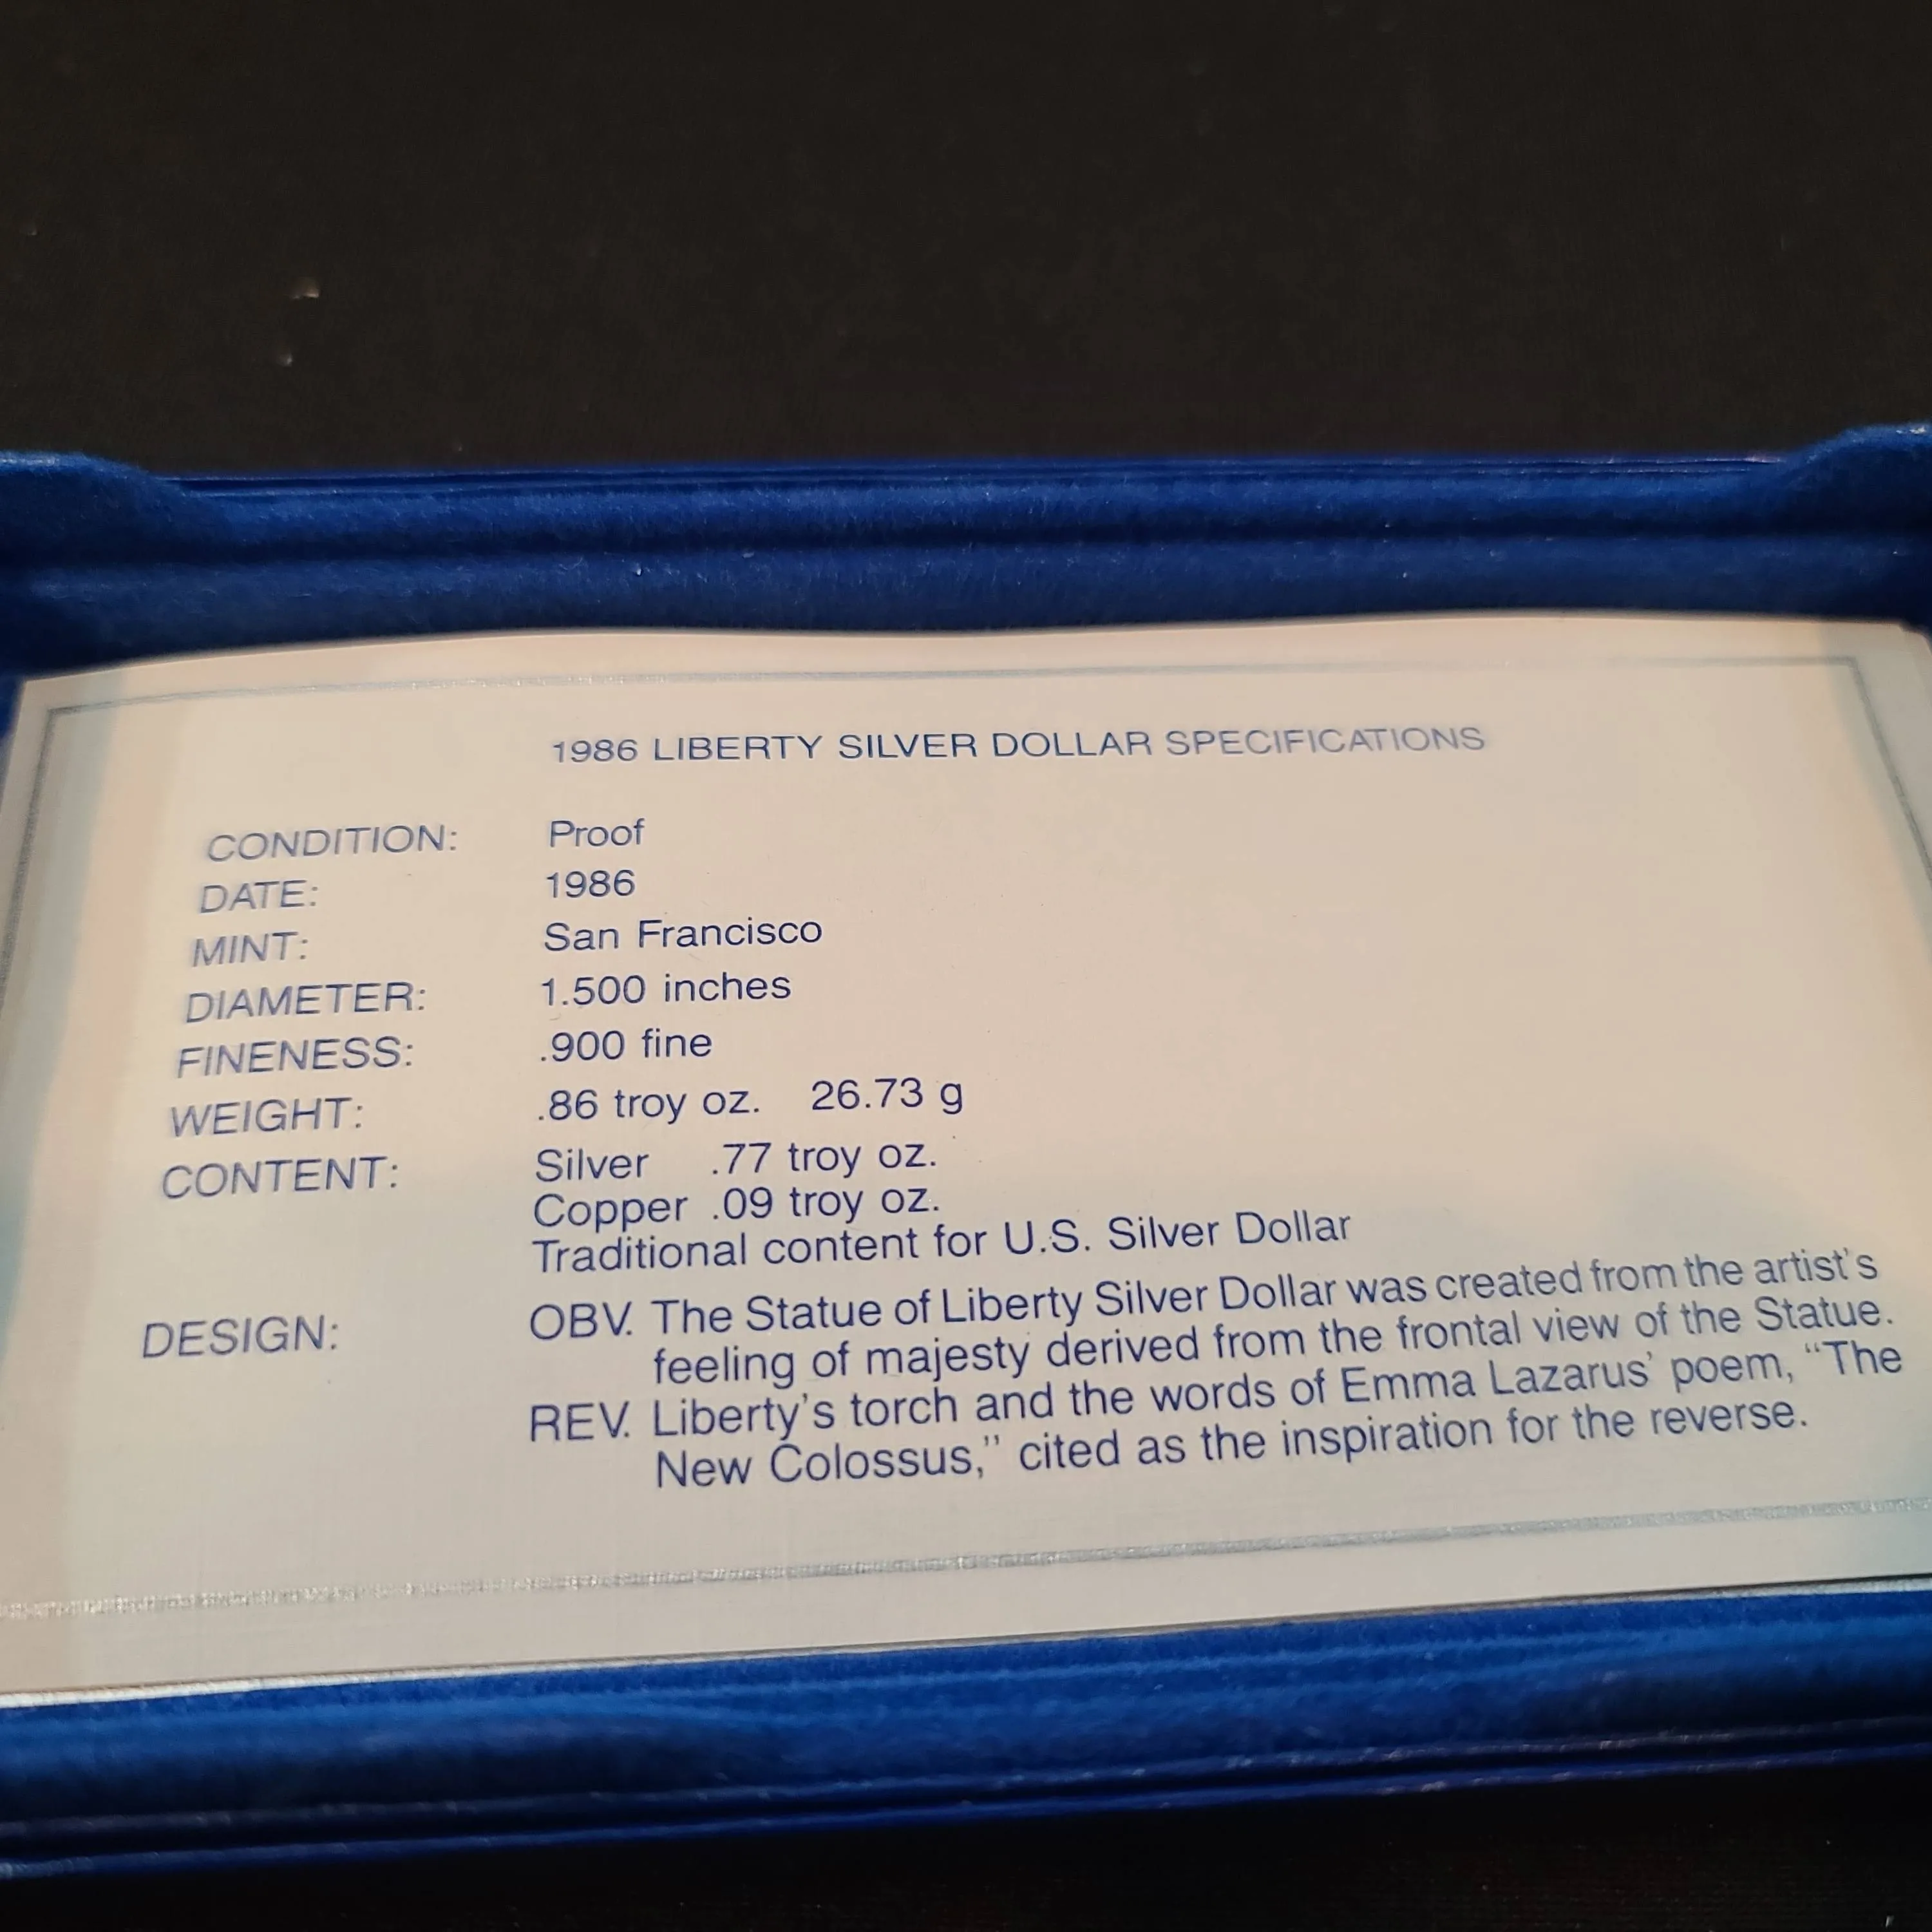 1986 LIBERTY SILVER DOLLAR SPECIFICATIONS
CONDITION: Proof
DATE: 1986
MINT: San Francisco
DIAMETER: 1.500 inches
FINENESS: .900 fine
WEIGHT: .86 troy oz. 26.73 g
CONTENT: Silver .77 troy oz.
Copper .09 troy oz.
Traditional content for U.S. Silver Dollar
DESIGN: OBV. The Statue of Liberty Silver Dollar was created from the artist's
feeling of majesty derived from the frontal view of the Statue.
REV. Liberty's torch and the words of Emma Lazarus' poem, "The
New Colossus," cited as the inspiration for the reverse.